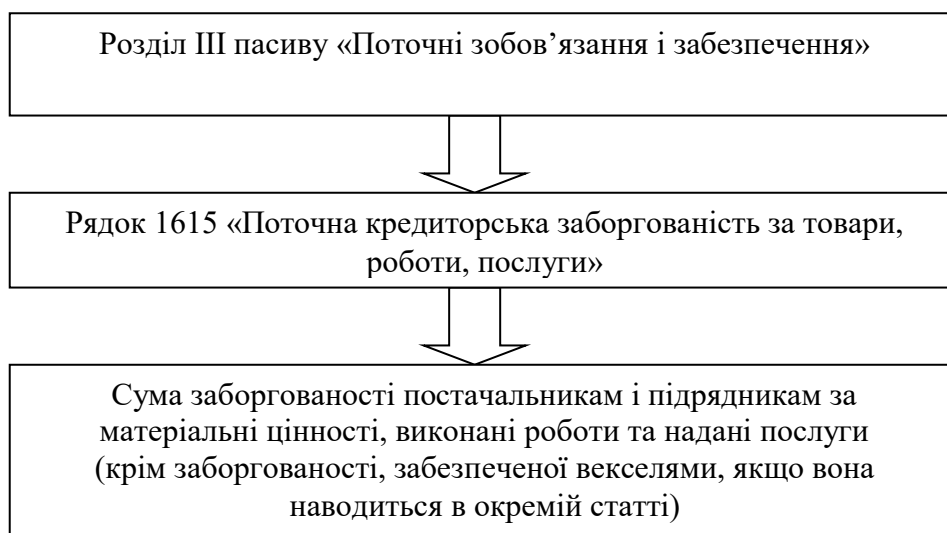 Розділ ІІІ пасиву «Поточні зобов’язання і забезпечення»
Рядок 1615 «Поточна кредиторська заборгованість за товари,
роботи, послуги»
Сума заборгованості постачальникам і підрядникам за
матеріальні цінності, виконані роботи та надані послуги
(крім заборгованості, забезпеченої векселями, якщо вона
наводиться в окремій статті)